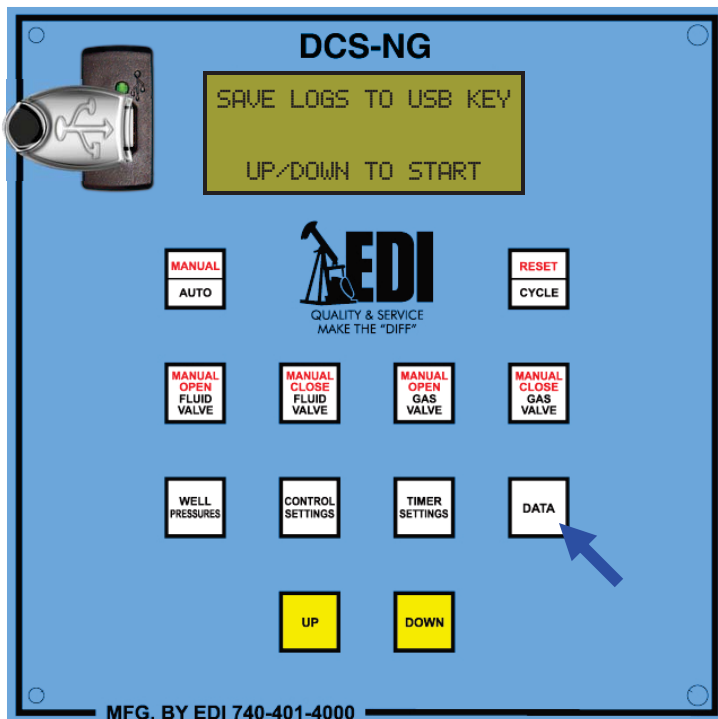 DCS-NG
SAVE LOGS TO USB KEY
UP/DOWN TO START
EDI
QUALITY & SERVICE
MAKE THE "DIFF"
MANUAL
AUTO
RESET
CYCLE
MANUAL
OPEN
FLUID
VALVE
MANUAL
CLOSE
FLUID
VALVE
MANUAL
OPEN
GAS
VALVE
MANUAL
CLOSE
GAS
VALVE
WELL
PRESSURES
CONTROL
SETTINGS
TIMER
SETTINGS
DATA
UP
DOWN
MFG. BY EDI 740-401-4000